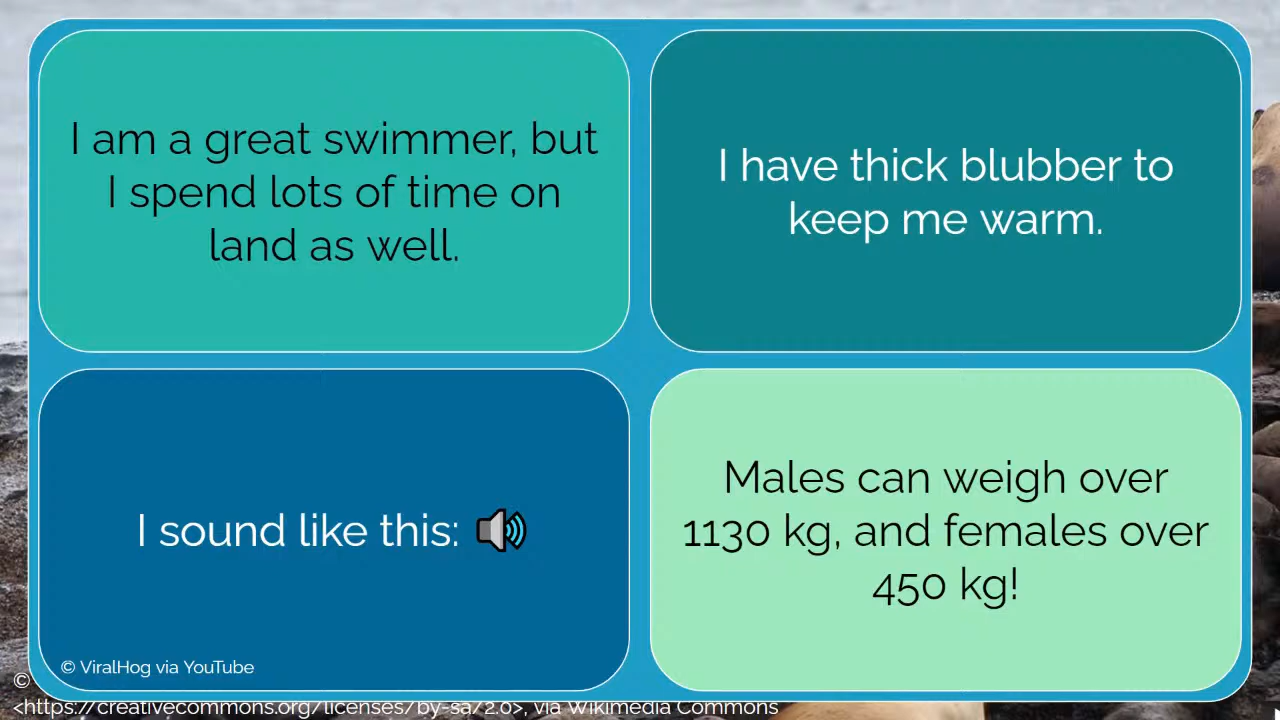 I am a great swimmer, but
I spend lots of time on
land as well.
I have thick blubber to
keep me warm.
I sound like this:
Males can weigh over
1130 kg, and females over
450 kg!
© ViralHog via YouTube
©
<https://creativecommons.org/licenses/by-sa/2.0>, via Wikimedia Commons